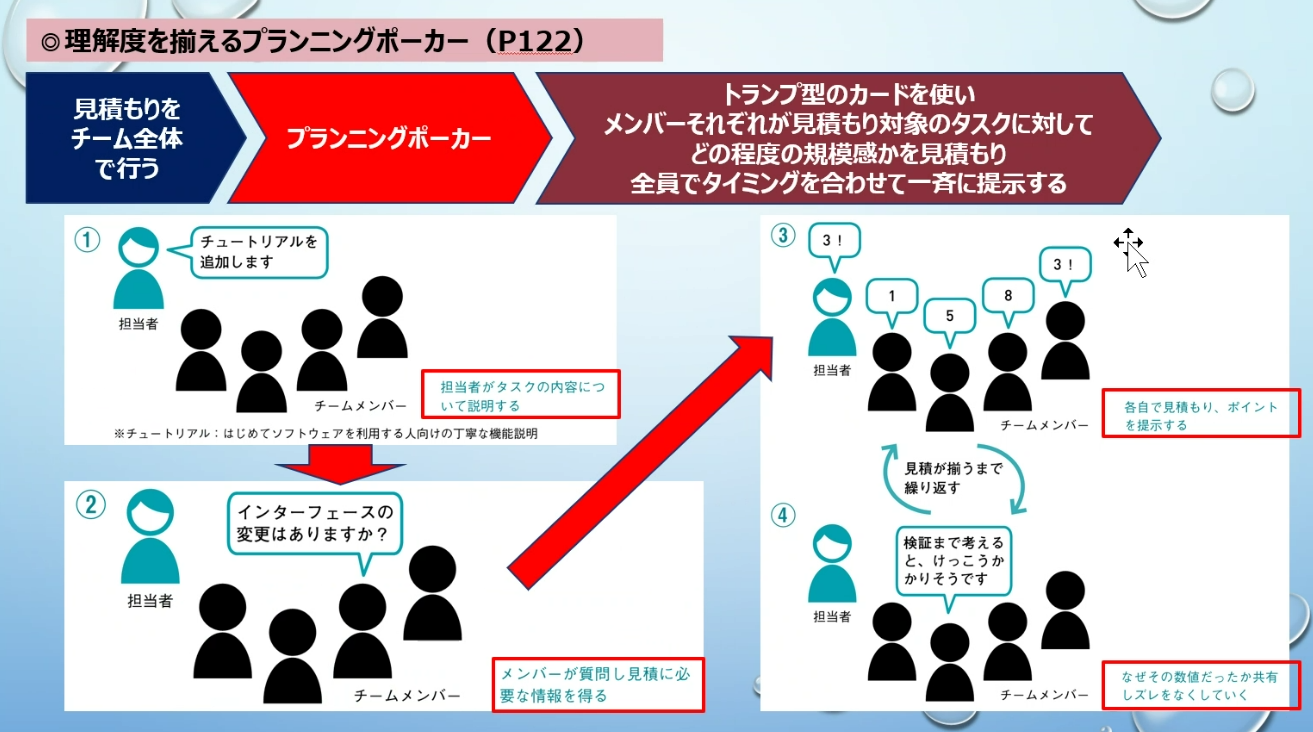 ◎理解度を揃えるプランニングポーカー（P122）
見積もりを
チーム全体
で行う
プランニングポーカー
トランプ型のカードを使い
メンバーそれぞれが見積もり対象のタスクに対して
どの程度の規模感かを見積もり
全員でタイミングを合わせて一斉に提示する
①
チュートリアルを
追加します
担当者
チームメンバー
担当者がタスクの内容につ
いて説明する
※チュートリアル：はじめてソフトウェアを利用する人向けの丁寧な機能説明
②
インターフェースの
変更はありますか？
担当者
チームメンバー
メンバーが質問し見積に必
要な情報を得る
③
3！
1
5
8
3！
担当者
チームメンバー
各自で見積もり、ポイント
を提示する
見積が揃うまで
繰り返す
④
検証まで考える
と、けっこうか
かりそうです
担当者
チームメンバー
なぜその数値だったか共有
しズレをなくしていく